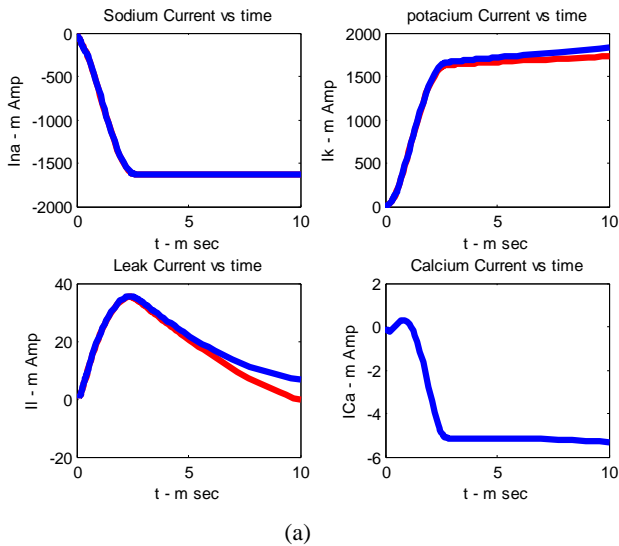 Sodium Current vs time
0
-500
-1000
-1500
-2000
Ina - m Amp
0 5 10
t - m sec
potacium Current vs time
2000
1500
1000
500
0
Ik - m Amp
0 5 10
t - m sec
Leak Current vs time
40
20
0
-20
Il - m Amp
0 5 10
t - m sec
Calcium Current vs time
2
0
-2
-4
-6
ICa - m Amp
0 5 10
t - m sec
(a)